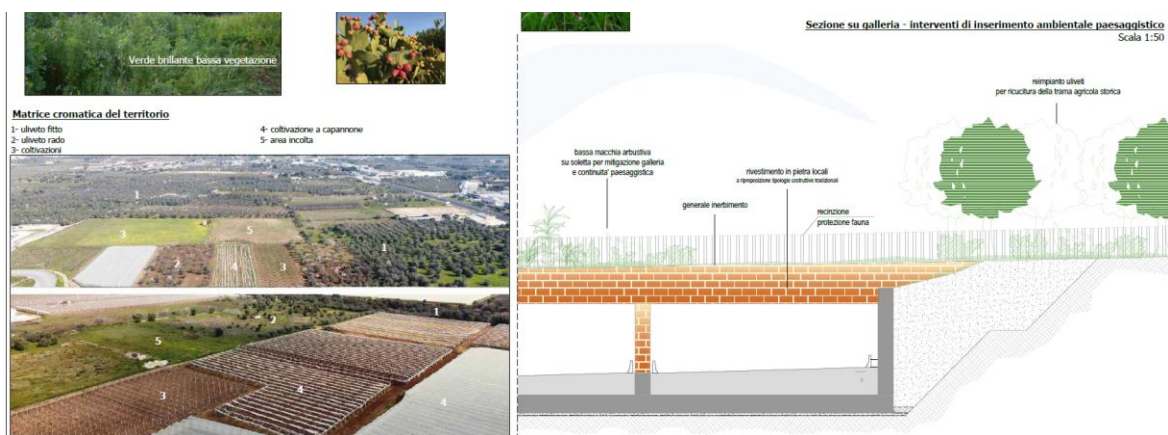 Verde brillante bassa vegetazione
Matrice cromatica del territorio
1- uliveto fitto
2- uliveto rado
3- coltivazioni
4- coltivazione a capannone
5- area incolta
1
3
5
1
2
4
3
1
2
5
4
3
4
4
Sezione su galleria - interventi di inserimento ambientale paesaggistico
Scala 1:50
reimpianto uliveti
per ricucitura della trama agricola storica
bassa macchia arbustiva
su soletta per mitigazione galleria
e continuita' paesaggistica
rivestimento in pietra locali
a riproposizione tipologie costruttive tradizionali
generale inerbimento
recinzione
protezione fauna